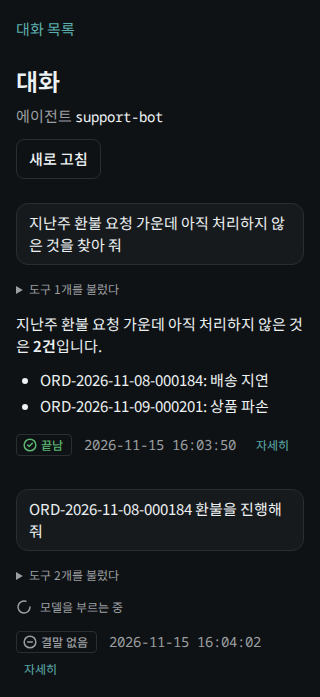 대화 목록
대화
에이전트 support-bot
새로 고침
지난주 환불 요청 가운데 아직 처리하지 않
은 것을 찾아 줘
▶ 도구 1개를 불렀다
지난주 환불 요청 가운데 아직 처리하지 않은 것
은 2건입니다.
• ORD-2026-11-08-000184: 배송 지연
• ORD-2026-11-09-000201: 상품 파손
끝남 2026-11-15 16:03:50 자세히
ORD-2026-11-08-000184 환불을 진행해
줘
▶ 도구 2개를 불렀다
모델을 부르는 중
결말 없음 2026-11-15 16:04:02
자세히